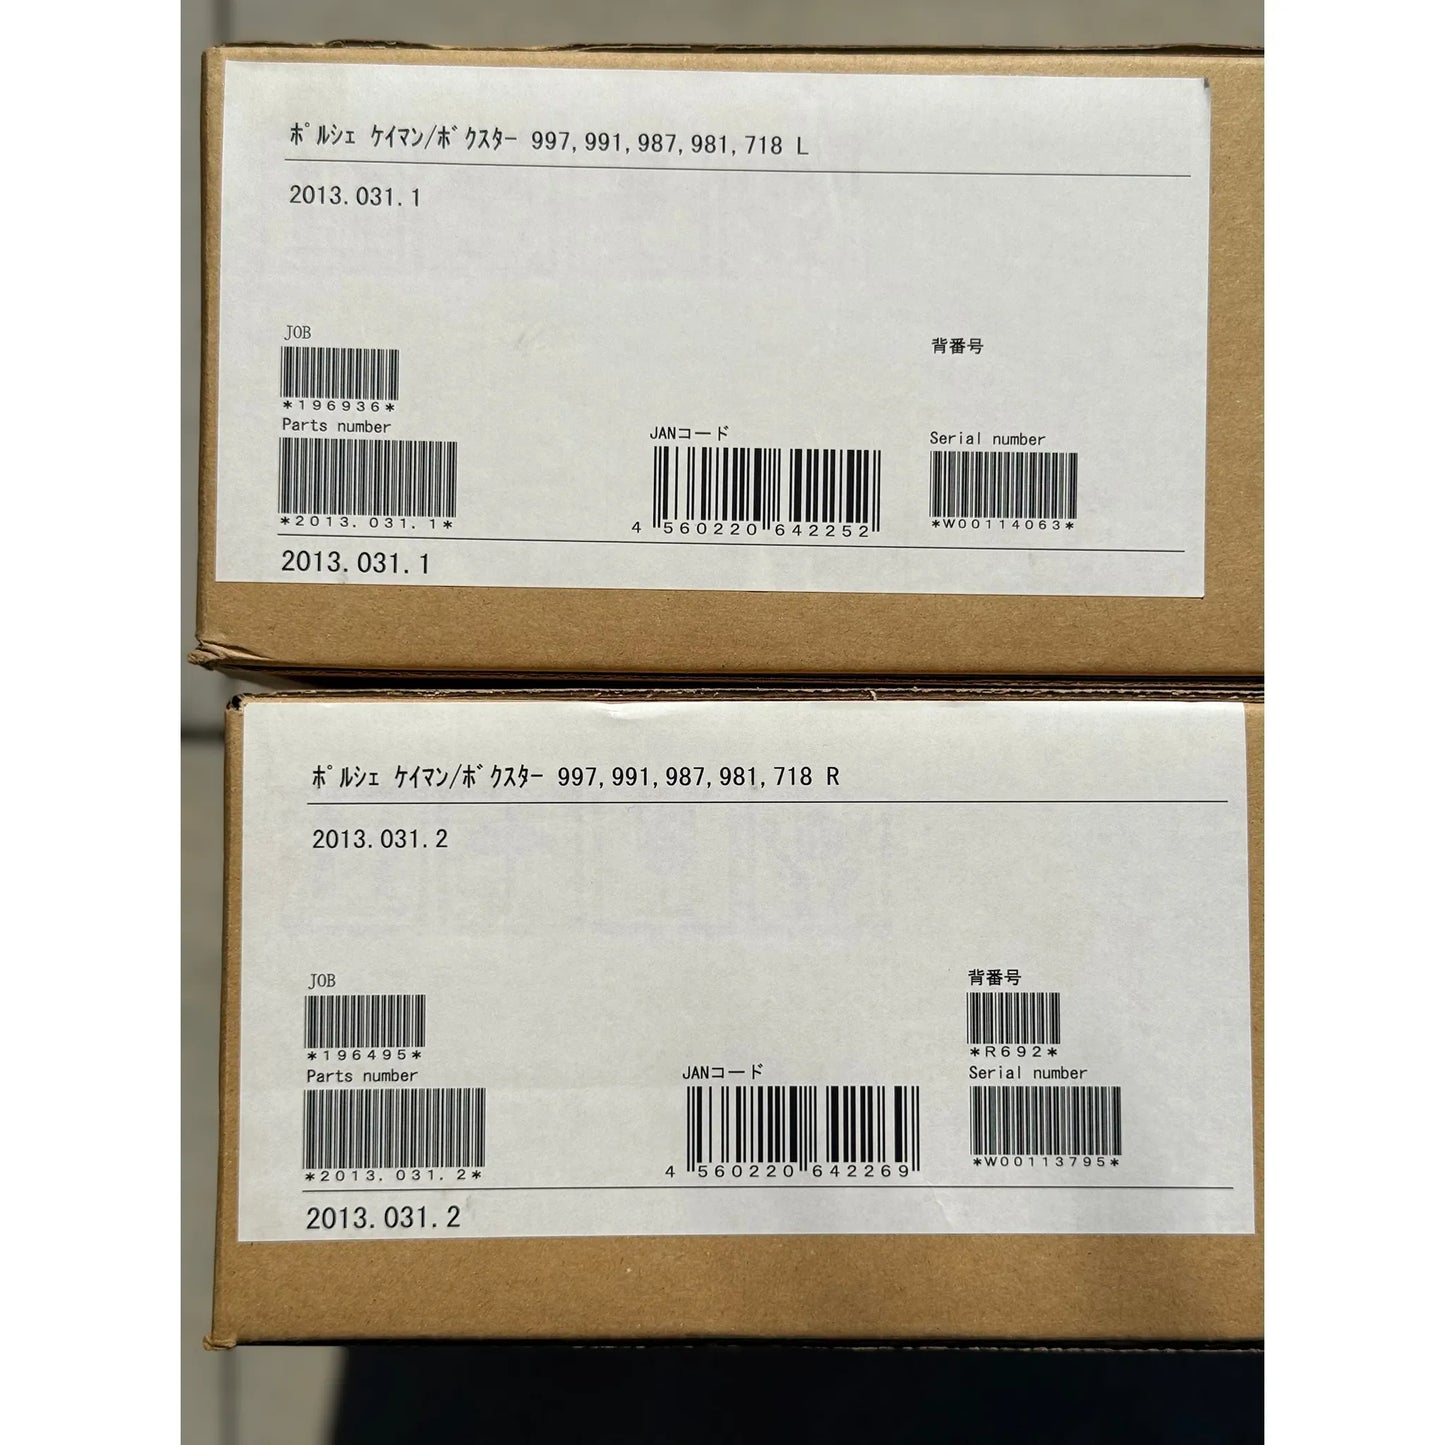 ﾎﾟﾙｼｪ ｹｲﾏﾝ/ﾎﾞｸｽﾀｰ 997,991,987,981,718 L
2013.031.1
JOB
背番号
*196936*
Parts number
JANコード
Serial number
*2013.031.1*
4 560220 642252
*W00114063*
2013.031.1
ﾎﾟﾙｼｪ ｹｲﾏﾝ/ﾎﾞｸｽﾀｰ 997,991,987,981,718 R
2013.031.2
JOB
背番号
*196495*
*R692*
Parts number
JANコード
Serial number
*2013.031.2*
4 560220 642269
*W00113795*
2013.031.2